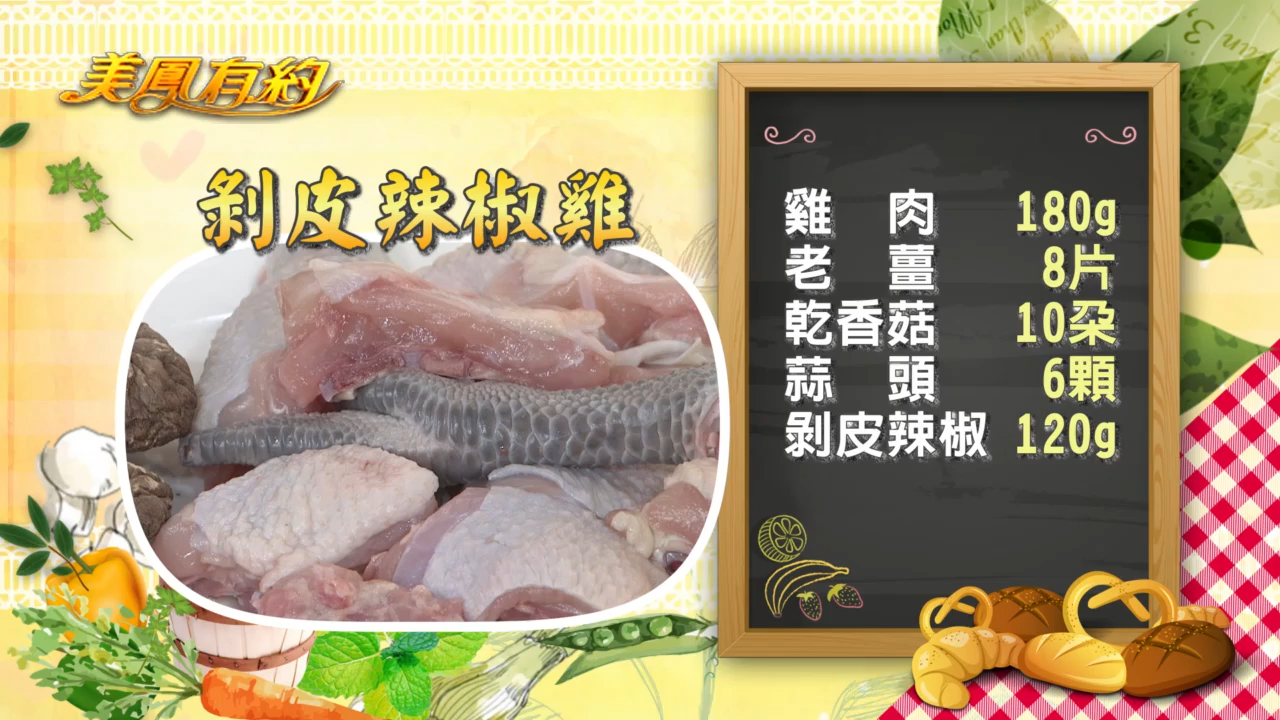 美鳳有約
剝皮辣椒雞
雞肉 180g
老薑 8片
乾香菇 10朵
蒜頭 6顆
剝皮辣椒 120g